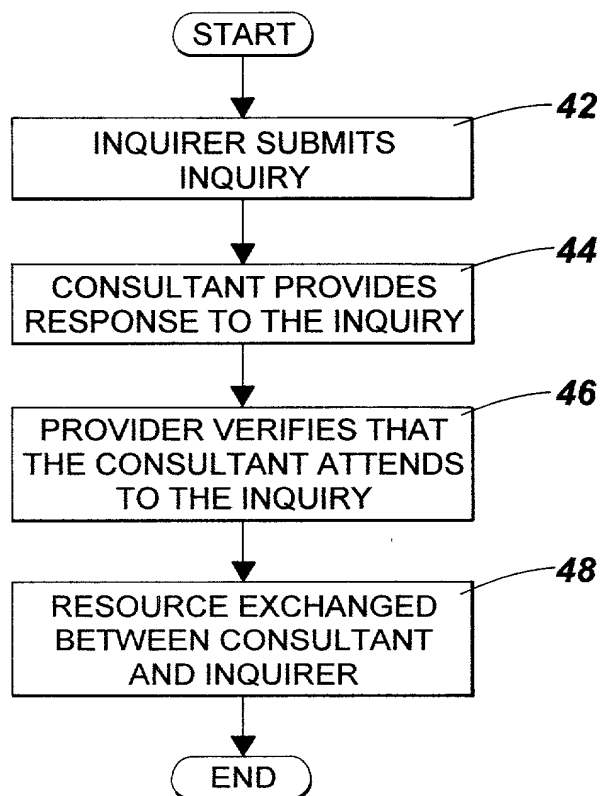 START
42
INQUIRER SUBMITS
INQUIRY
44
CONSULTANT PROVIDES
RESPONSE TO THE INQUIRY
46
PROVIDER VERIFIES THAT
THE CONSULTANT ATTENDS
TO THE INQUIRY
48
RESOURCE EXCHANGED
BETWEEN CONSULTANT
AND INQUIRER
END